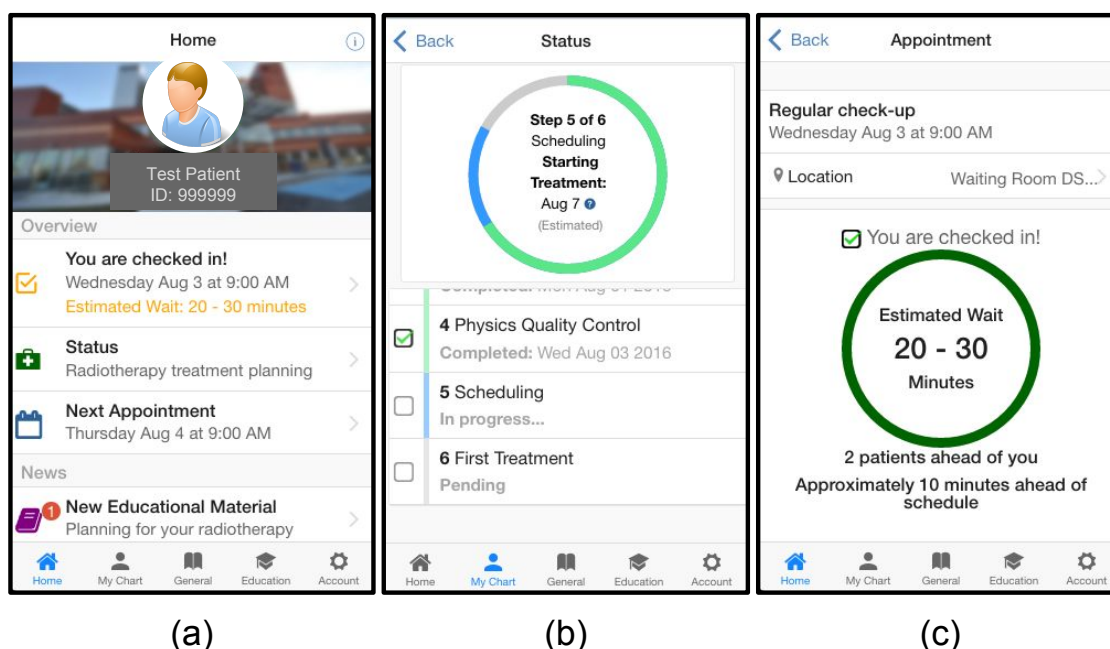 Home
Test Patient
ID: 999999
Overview
You are checked in!
Wednesday Aug 3 at 9:00 AM
Estimated Wait: 20 - 30 minutes
Status
Radiotherapy treatment planning
Next Appointment
Thursday Aug 4 at 9:00 AM
News
1
New Educational Material
Planning for your radiotherapy
Home My Chart General Education Account
(a)
Back Status
Step 5 of 6
Scheduling
Starting
Treatment:
Aug 7 ?
(Estimated)
4 Physics Quality Control
Completed: Wed Aug 03 2016
5 Scheduling
In progress...
6 First Treatment
Pending
Home My Chart General Education Account
(b)
Back Appointment
Regular check-up
Wednesday Aug 3 at 9:00 AM
Location Waiting Room DS...
You are checked in!
Estimated Wait
20 - 30
Minutes
2 patients ahead of you
Approximately 10 minutes ahead of
schedule
Home My Chart General Education Account
(c)